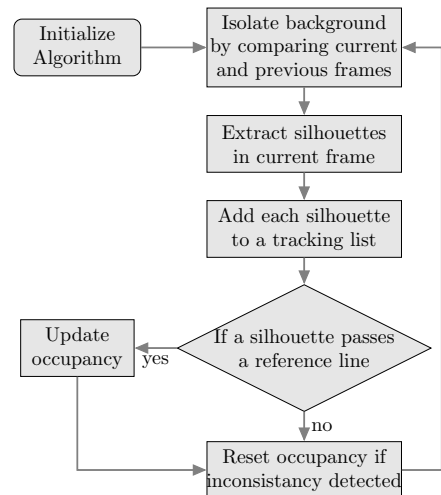 Initialize
Algorithm
Isolate background
by comparing current
and previous frames
Extract silhouettes
in current frame
Add each silhouette
to a tracking list
If a silhouette passes
a reference line
yes
Update
occupancy
no
Reset occupancy if
inconsistancy detected